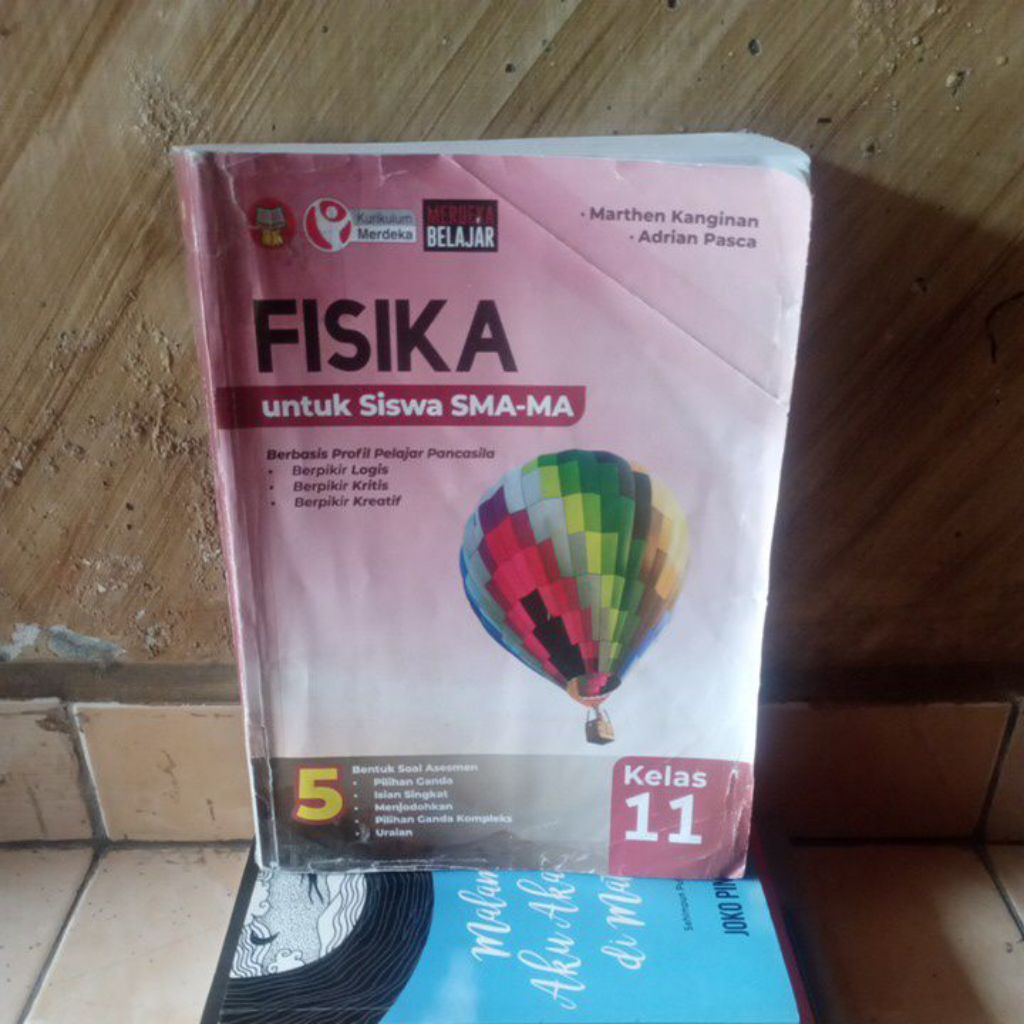 Kurikulum
Merdeka
MERDEKA
BELAJAR
• Marthen Kanginan
• Adrian Pasca
FISIKA
untuk Siswa SMA-MA
Berbasis Profil Pelajar Pancasila
• Berpikir Logis
• Berpikir Kritis
• Berpikir Kreatif
5
Bentuk Soal Asesmen
• Pilihan Ganda
• Isian Singkat
• Menjodohkan
• Pilihan Ganda Kompleks
• Uraian
Kelas
11
Malam
Aku Aka
di Ma
JOKO PIN